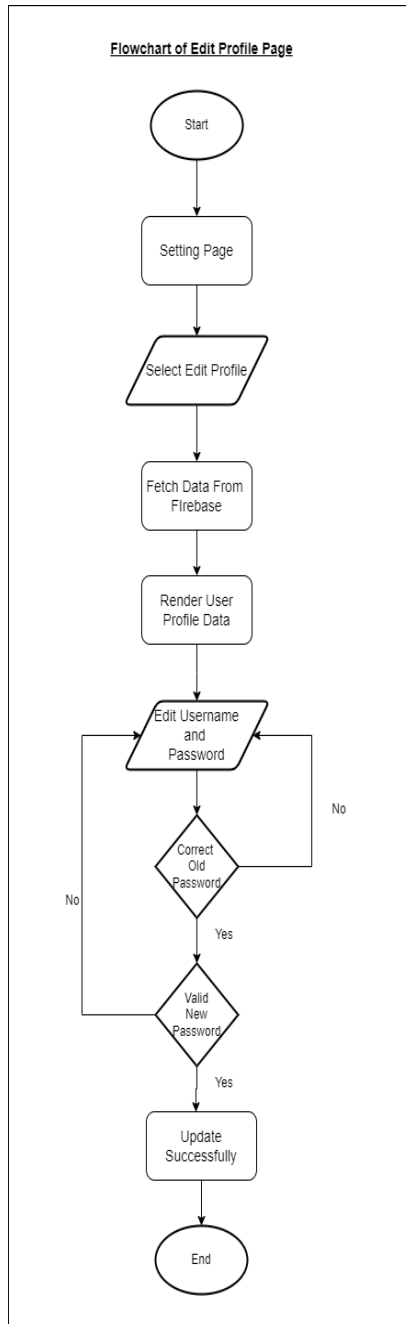 Flowchart of Edit Profile Page
Start
Setting Page
Select Edit Profile
Fetch Data From
FIrebase
Render User
Profile Data
Edit Username
and
Password
No
Correct
Old
Password
No
Yes
Valid
New
Password
Yes
Update
Successfully
End